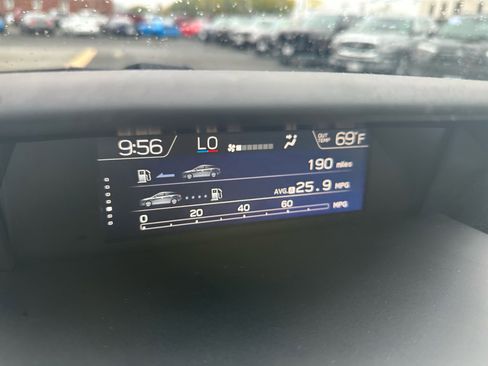 9:56 LO OUT TEMP 69°F
190 miles
AVG. A 25.9 MPG
0 20 40 60 MPG